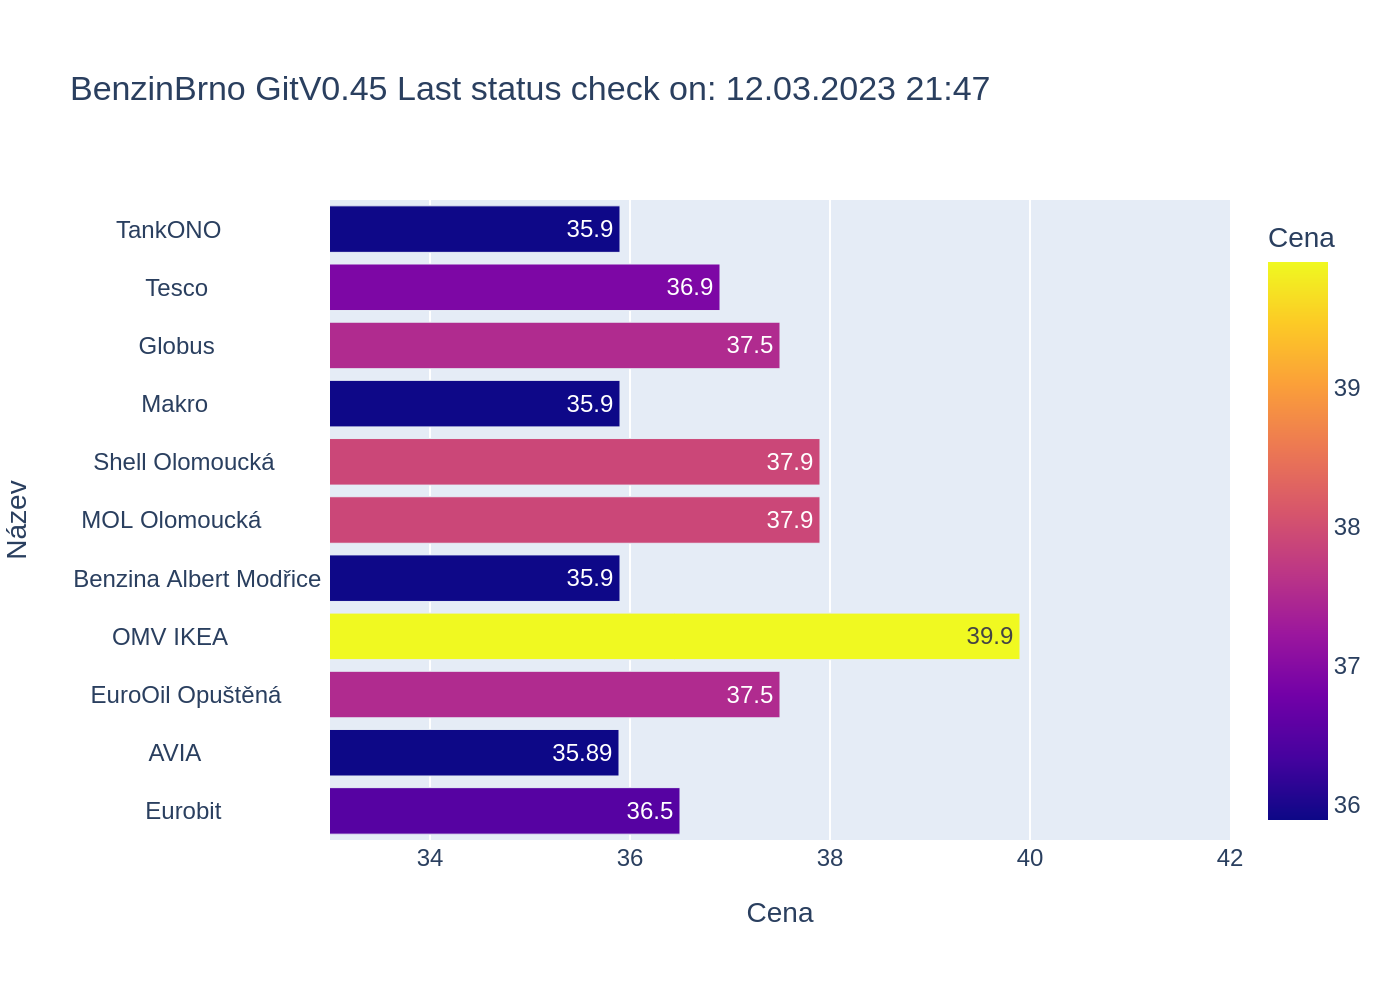 BenzinBrno GitV0.45 Last status check on: 12.03.2023 21:47
Název
TankONO 35.9
Tesco 36.9
Globus 37.5
Makro 35.9
Shell Olomoucká 37.9
MOL Olomoucká 37.9
Benzina Albert Modřice 35.9
OMV IKEA 39.9
EuroOil Opuštěná 37.5
AVIA 35.89
Eurobit 36.5
34 36 38 40 42
Cena
Cena
39
38
37
36